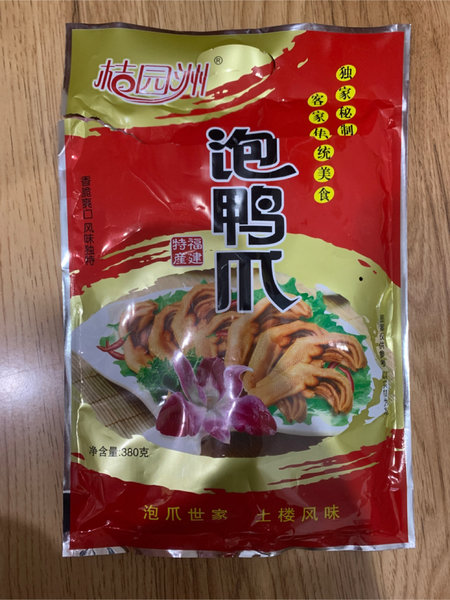 桔园洲®
独家秘制
客家传统美食
泡鸭爪
香脆爽口 风味独特
福建
特产
净含量:380克
泡爪世家 土楼风味